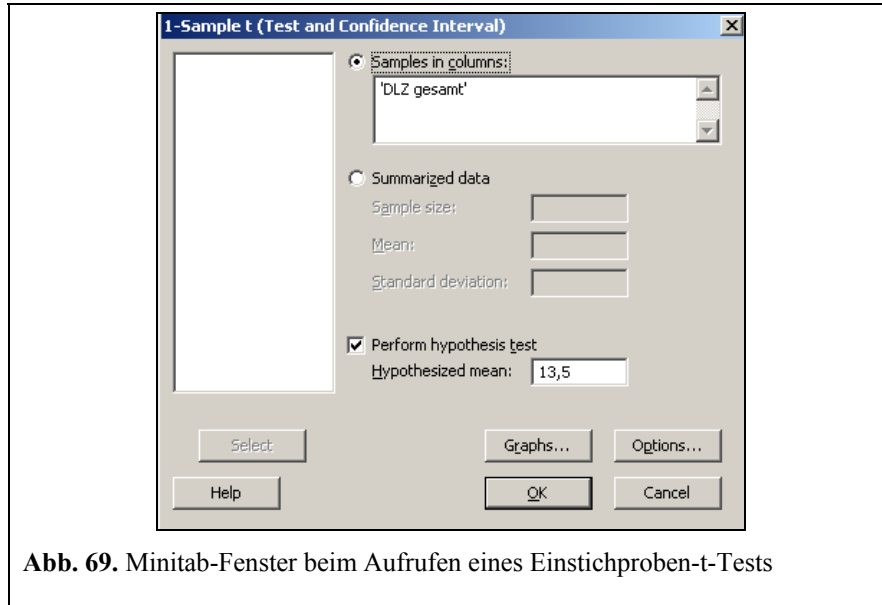 1-Sample t (Test and Confidence Interval)
Samples in columns:
'DLZ gesamt'
Summarized data
Sample size:
Mean:
Standard deviation:
Perform hypothesis test
Hypothesized mean: 13,5
Select
Graphs... Options...
Help OK Cancel
Abb. 69. Minitab-Fenster beim Aufrufen eines Einstichproben-t-Tests